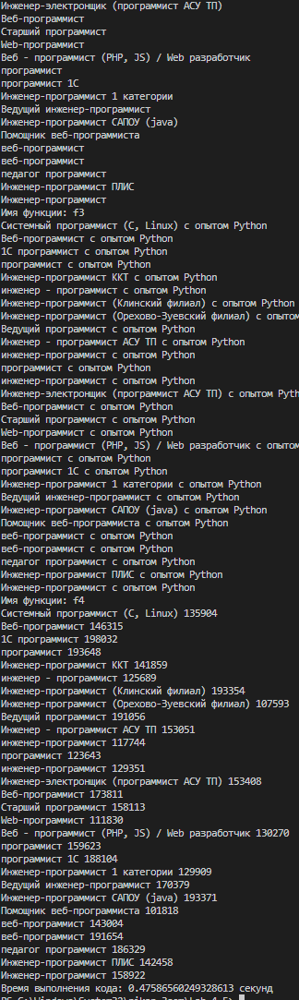 Инженер-электронщик (программист АСУ ТП)
Веб-программист
Старший программист
Web-программист
Веб - программист (PHP, JS) / Web разработчик
программист
программист 1С
Инженер-программист 1 категории
Ведущий инженер-программист
Инженер-программист САПОУ (java)
Помощник веб-программиста
веб-программист
веб-программист
педагог программист
Инженер-программист ПЛИС
Инженер-программист
Имя функции: f3
Системный программист (C, Linux) с опытом Python
Веб-программист с опытом Python
1С программист с опытом Python
программист с опытом Python
Инженер-программист ККТ с опытом Python
инженер - программист с опытом Python
Инженер-программист (Клинский филиал) с опытом Python
Инженер-программист (Орехово-Зуевский филиал) с опытом
Ведущий программист с опытом Python
Инженер - программист АСУ ТП с опытом Python
инженер-программист с опытом Python
программист с опытом Python
инженер-программист с опытом Python
Инженер-электронщик (программист АСУ ТП) с опытом Pyth
Веб-программист с опытом Python
Старший программист с опытом Python
Web-программист с опытом Python
Веб - программист (PHP, JS) / Web разработчик с опытом
программист с опытом Python
программист 1С с опытом Python
Инженер-программист 1 категории с опытом Python
Ведущий инженер-программист с опытом Python
Инженер-программист САПОУ (java) с опытом Python
Помощник веб-программиста с опытом Python
веб-программист с опытом Python
веб-программист с опытом Python
педагог программист с опытом Python
Инженер-программист ПЛИС с опытом Python
Инженер-программист с опытом Python
Имя функции: f4
Системный программист (C, Linux) 135904
Веб-программист 146315
1С программист 198032
программист 193648
Инженер-программист ККТ 141859
инженер - программист 125689
Инженер-программист (Клинский филиал) 193354
Инженер-программист (Орехово-Зуевский филиал) 107593
Ведущий программист 191056
Инженер - программист АСУ ТП 153051
инженер-программист 117744
программист 123643
инженер-программист 129351
Инженер-электронщик (программист АСУ ТП) 153408
Веб-программист 173811
Старший программист 158113
Web-программист 111830
Веб - программист (PHP, JS) / Web разработчик 130270
программист 159623
программист 1С 188104
Инженер-программист 1 категории 129909
Ведущий инженер-программист 170379
Инженер-программист САПОУ (java) 193371
Помощник веб-программиста 101818
веб-программист 143004
веб-программист 191654
педагог программист 186329
Инженер-программист ПЛИС 142458
Инженер-программист 158922
Время выполнения кода: 0.47586560249328613 секунд